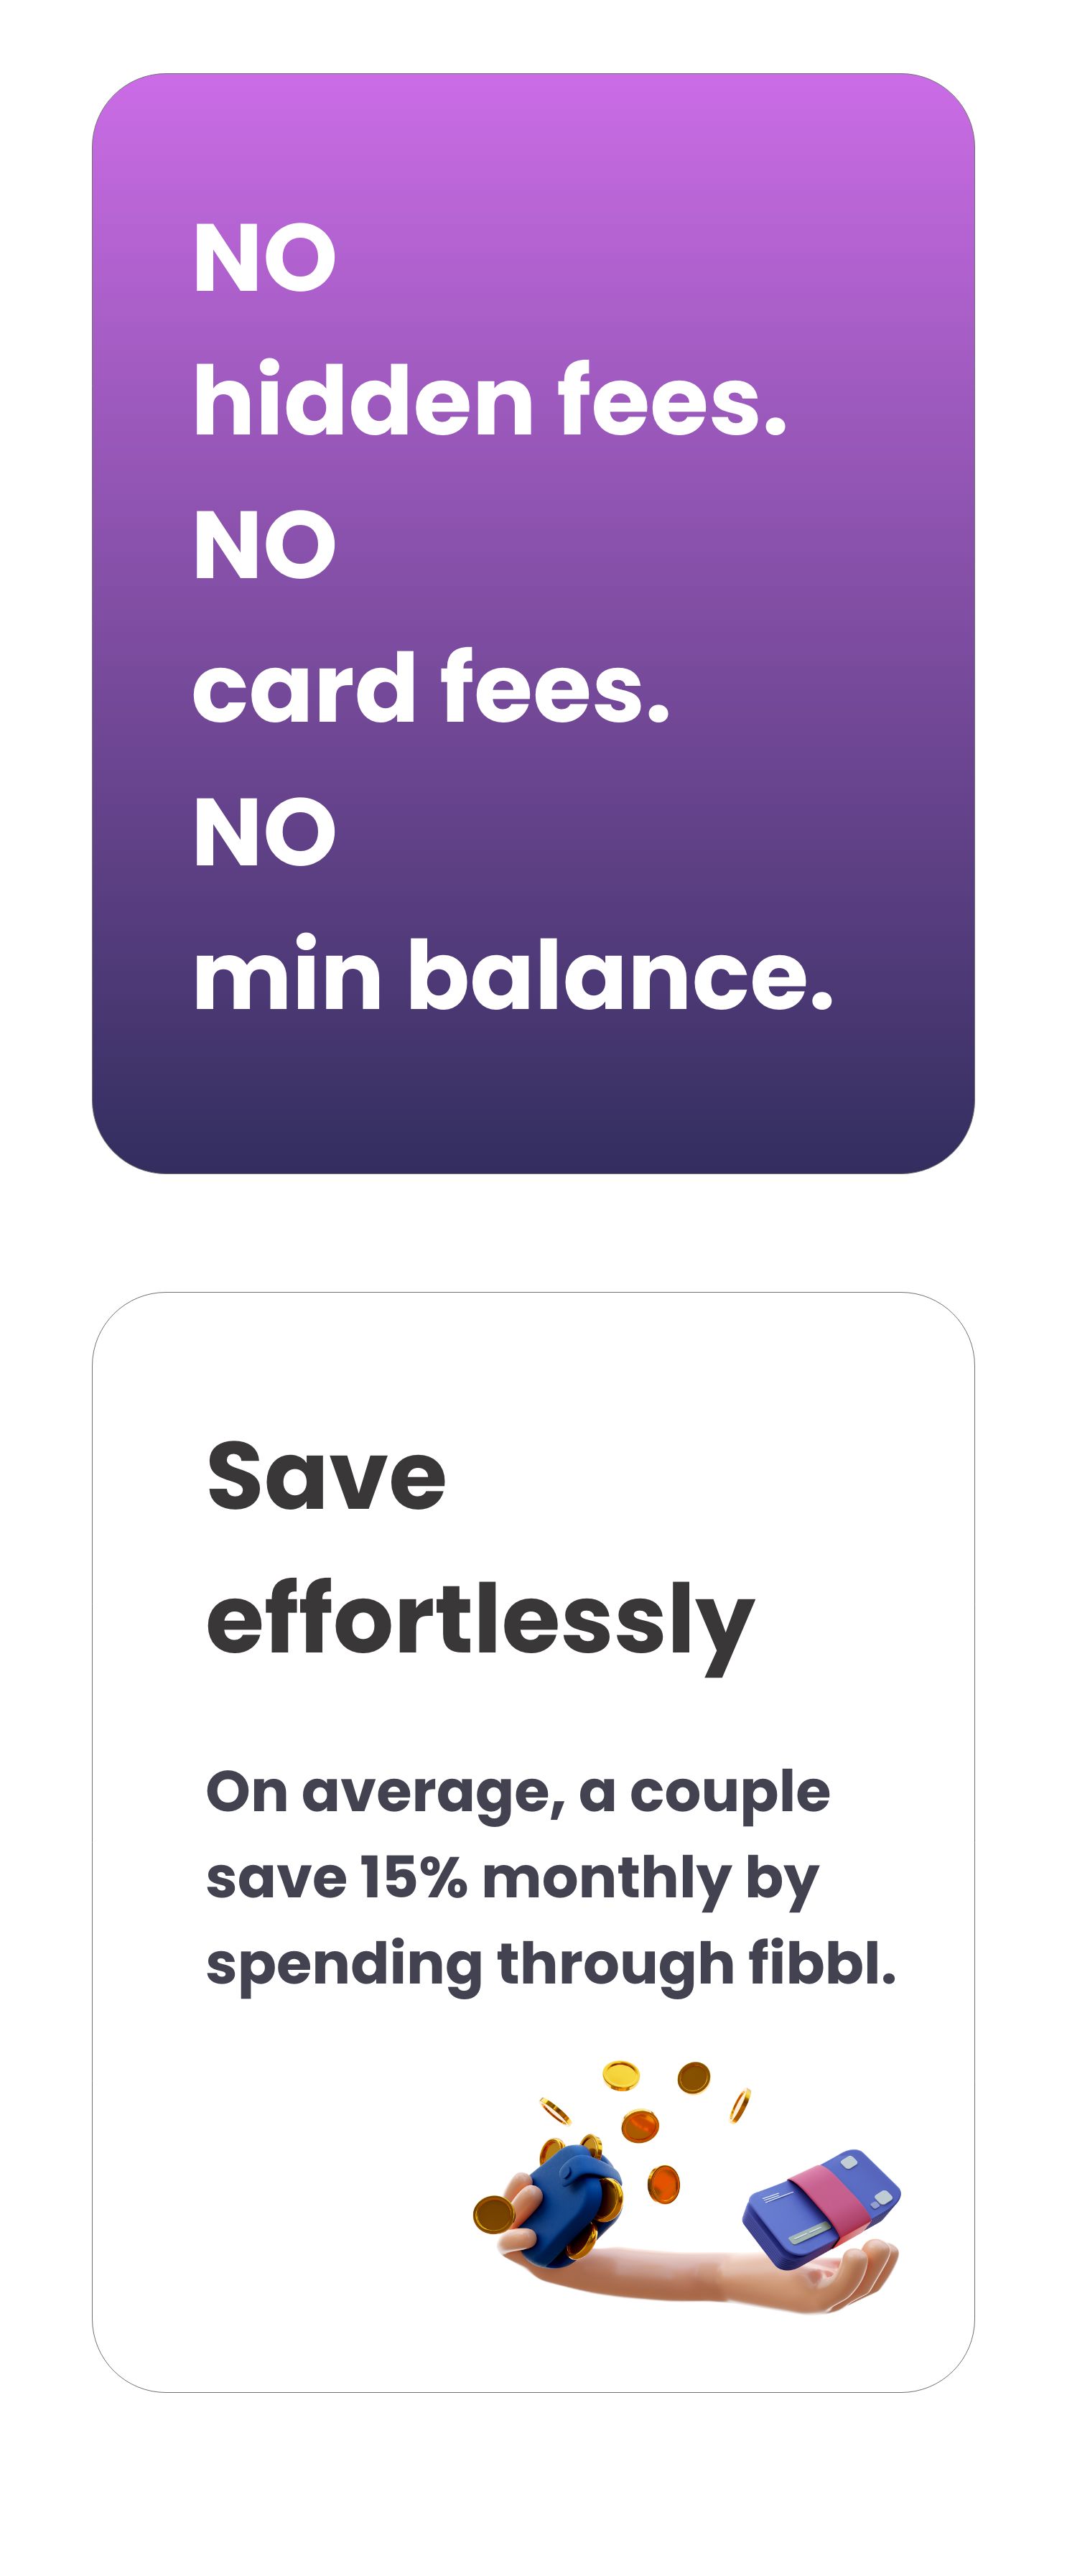 NO
hidden fees.
NO
card fees.
NO
min balance.
Save
effortlessly
On average, a couple
save 15% monthly by
spending through fibbl.